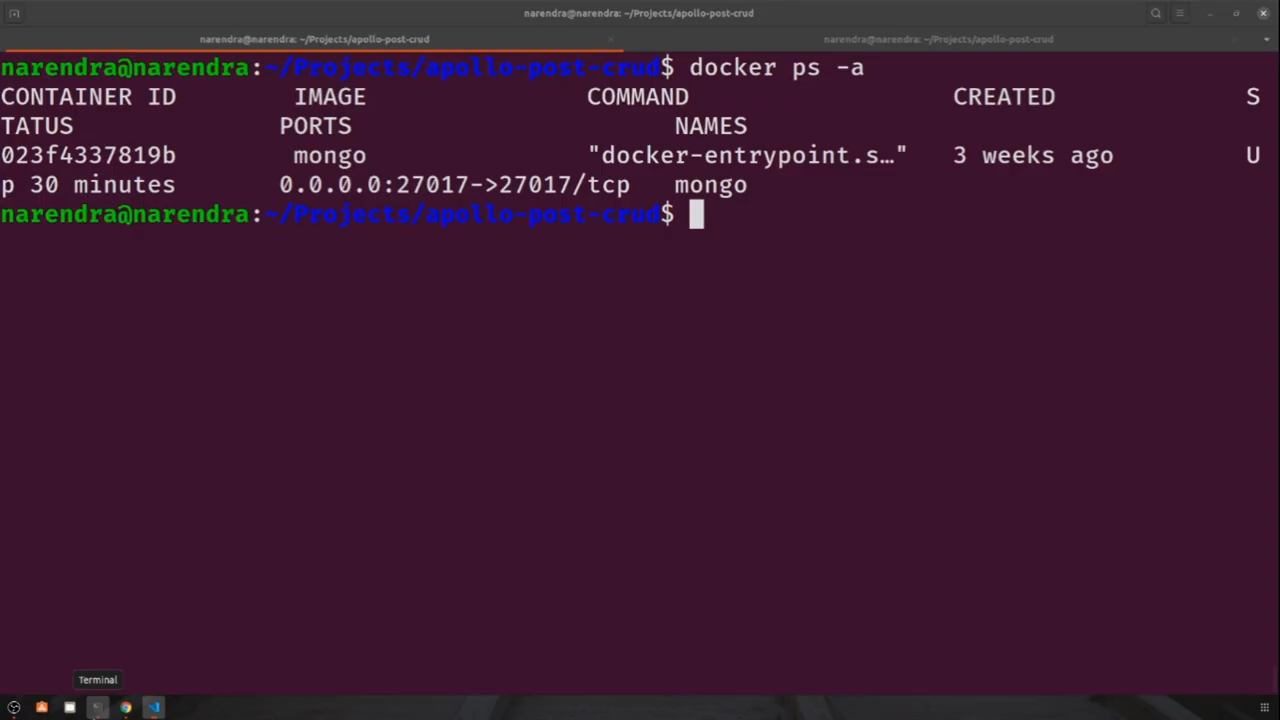 narendra@narendra: ~/Projects/apollo-post-crud
narendra@narendra: ~/Projects/apollo-post-crud
narendra@narendra: ~/Projects/apollo-post-crud
narendra@narendra:~/Projects/apollo-post-crud$ docker ps -a
CONTAINER ID IMAGE COMMAND CREATED S
TATUS PORTS NAMES
023f4337819b mongo "docker-entrypoint.s…" 3 weeks ago U
p 30 minutes 0.0.0.0:27017->27017/tcp mongo
narendra@narendra:~/Projects/apollo-post-crud$
Terminal